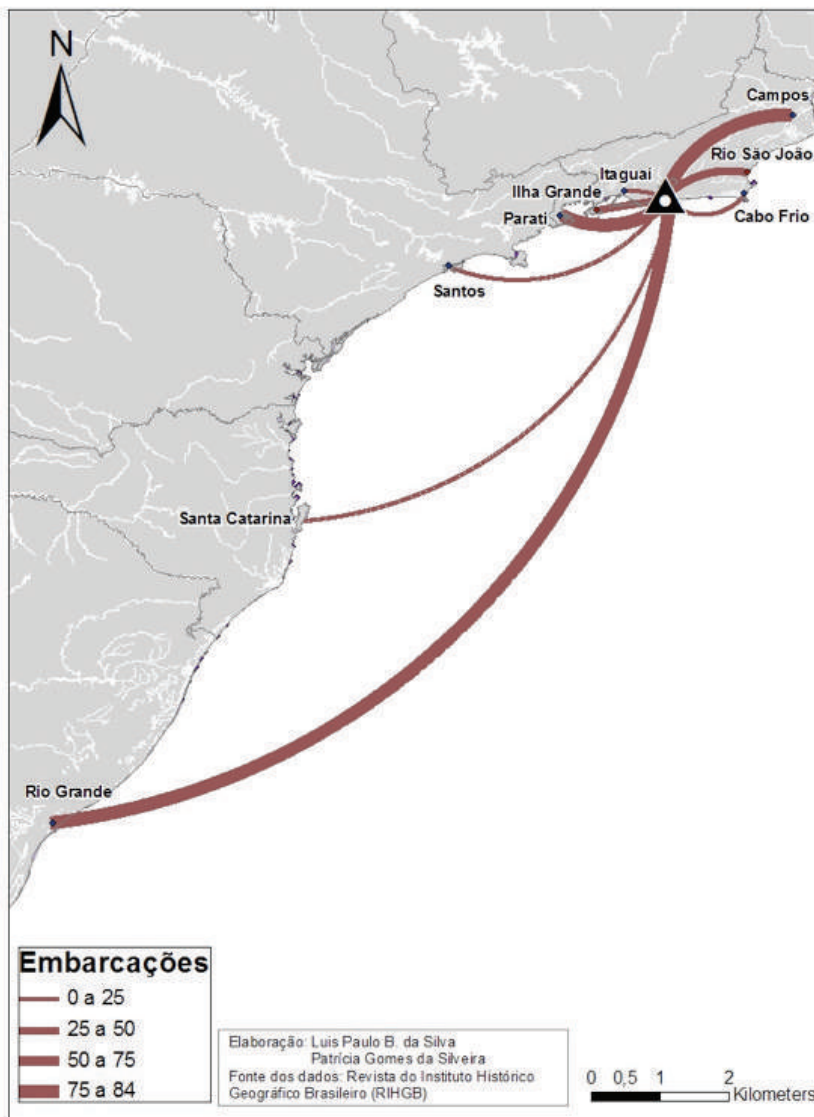 N
Campos
Rio São João
Itaguaí
Ilha Grande
Parati
Cabo Frio
Santos
Santa Catarina
Rio Grande
Embarcações
0 a 25
25 a 50
50 a 75
75 a 84
Elaboração: Luis Paulo B. da Silva
Patrícia Gomes da Silveira
Fonte dos dados: Revista do Instituto Histórico
Geográfico Brasileiro (RIHGB)
0 0,5 1 2
Kilometers